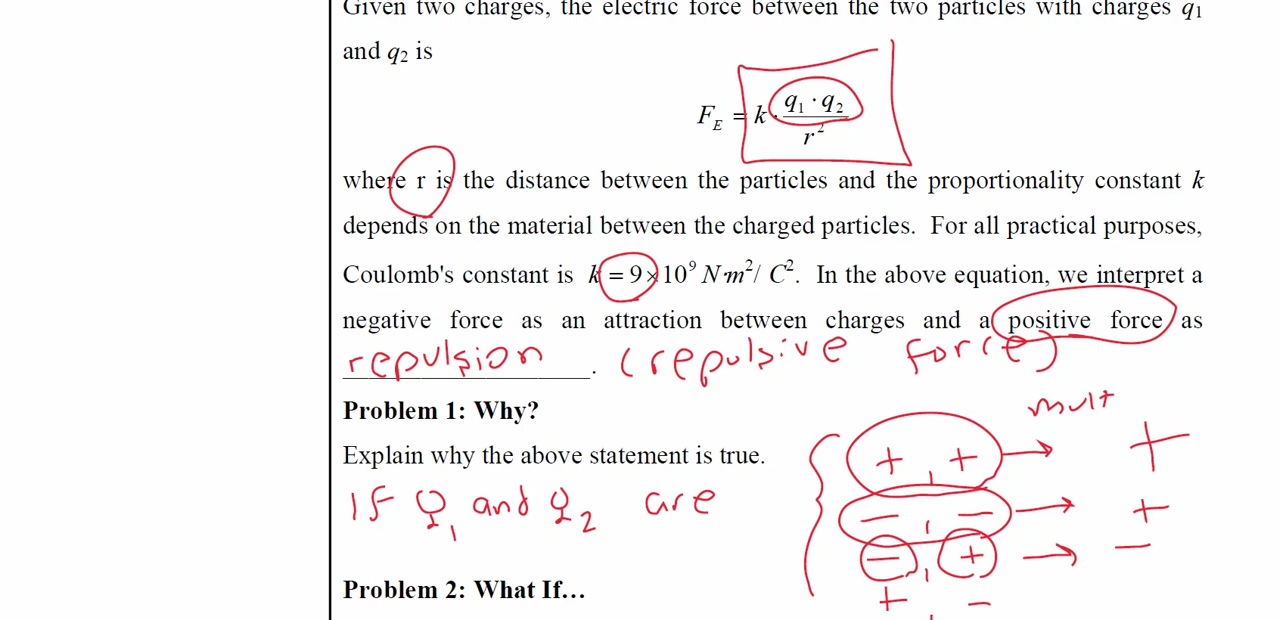 Given two charges, the electric force between the two particles with charges q₁
and q₂ is
F_E = k · (q₁ · q₂) / r²
where r is the distance between the particles and the proportionality constant k
depends on the material between the charged particles. For all practical purposes,
Coulomb's constant is k = 9×10⁹ N m² / C². In the above equation, we interpret a
negative force as an attraction between charges and a positive force as
repulsion. (repulsive force)
Problem 1: Why?
mult
+ , + → +
Explain why the above statement is true.
If q₁ and q₂ are
− , − → +
− , + → −
Problem 2: What If…
+ , −